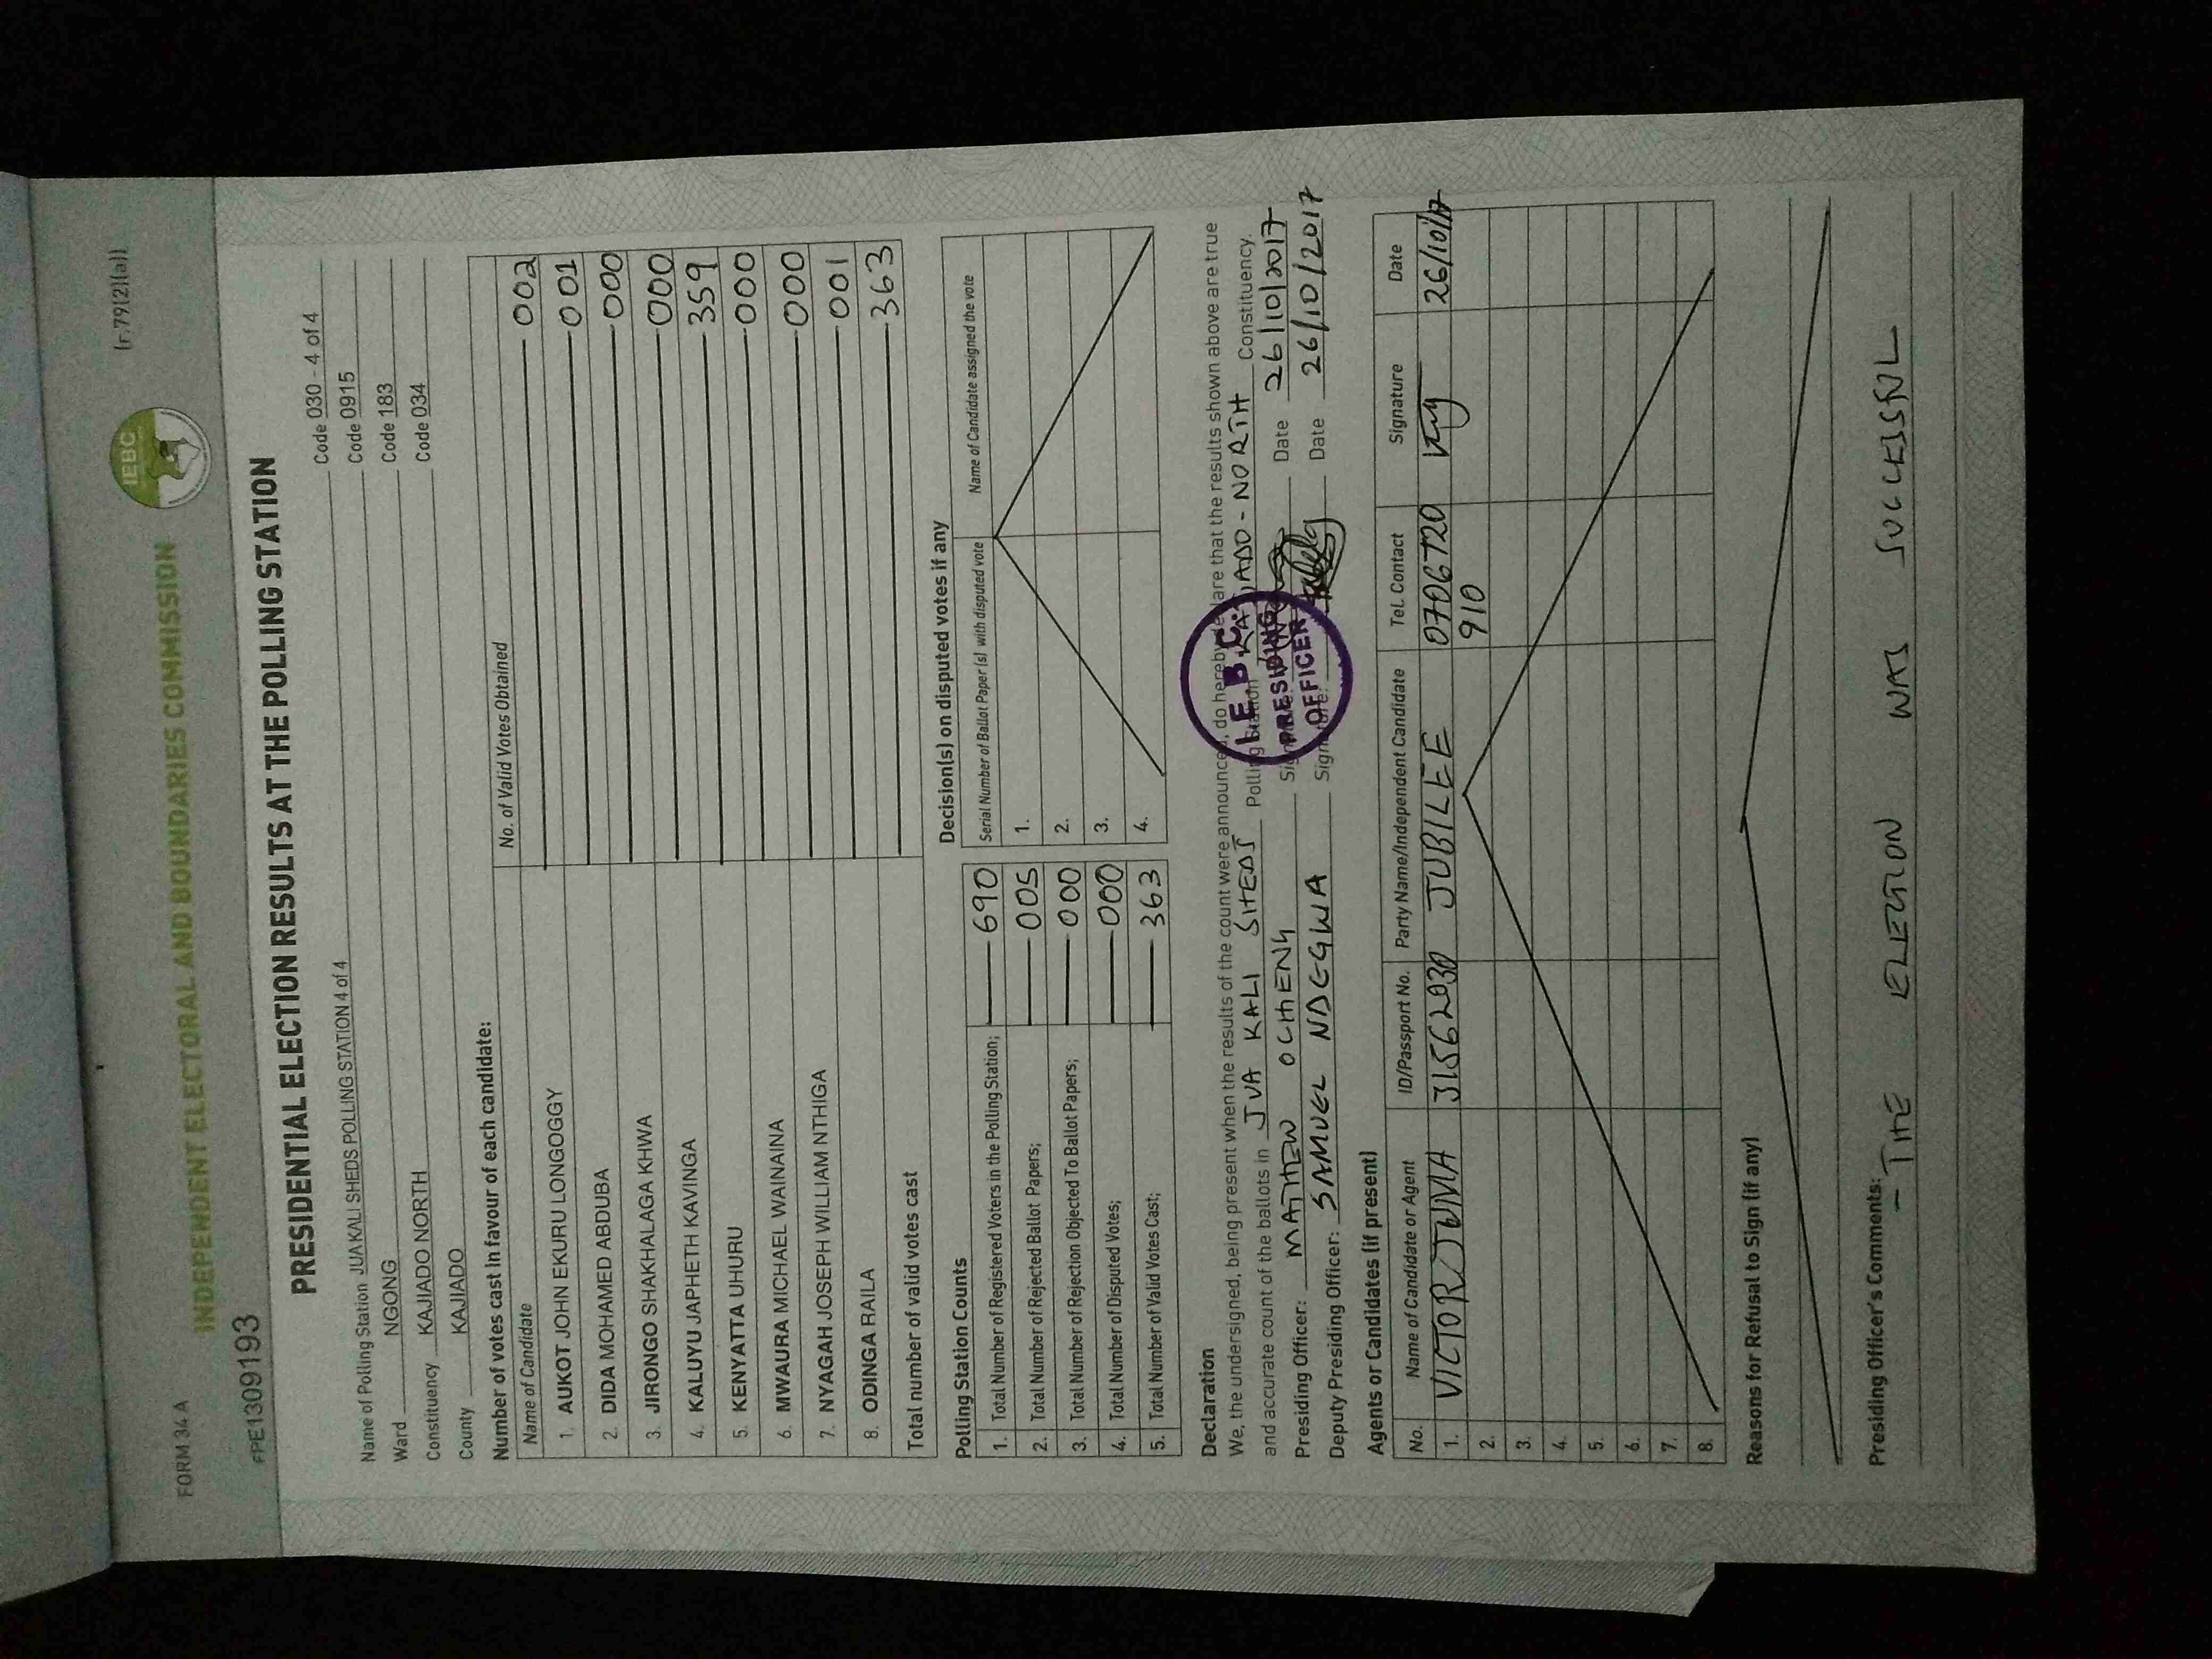 (r.79(2)(a))
FORM 34 A
IEBC
INDEPENDENT ELECTORAL AND BOUNDARIES COMMISSION
PE1309193
PRESIDENTIAL ELECTION RESULTS AT THE POLLING STATION
Name of Polling Station JUA KALI SHEDS POLLING STATION 4 of 4 Code 030 - 4 of 4
Ward NGONG Code 0915
Constituency KAJIADO NORTH Code 183
County KAJIADO Code 034
Number of votes cast in favour of each candidate:
Name of Candidate No. of Valid Votes Obtained
1. AUKOT JOHN EKURU LONGOGGY 002
2. DIDA MOHAMED ABDUBA 001
3. JIRONGO SHAKHALAGA KHWA 000
4. KALUYU JAPHETH KAVINGA 000
5. KENYATTA UHURU 359
6. MWAURA MICHAEL WAINAINA 000
7. NYAGAH JOSEPH WILLIAM NTHIGA 000
8. ODINGA RAILA 001
Total number of valid votes cast 363
Polling Station Counts
1. Total Number of Registered Voters in the Polling Station; 690
2. Total Number of Rejected Ballot Papers; 005
3. Total Number of Rejection Objected To Ballot Papers; 000
4. Total Number of Disputed Votes; 000
5. Total Number of Valid Votes Cast; 363
Decision(s) on disputed votes if any
Serial Number of Ballot Paper (s) with disputed vote Name of Candidate assigned the vote
1.
2.
3.
4.
Declaration
We, the undersigned, being present when the results of the count were announced, do hereby declare that the results shown above are true
and accurate count of the ballots in JUA KALI SHEDS Polling Station KAJIADO-NORTH Constituency.
Presiding Officer: MATHEW OCHENG Signature: Date 26/10/2017
Deputy Presiding Officer: SAMUEL NDEGWA Signature: Date 26/10/2017
I.E.B.C.
PRESIDING
OFFICER
Agents or Candidates (if present)
No. Name of Candidate or Agent ID/Passport No. Party Name/Independent Candidate Tel. Contact Signature Date
1. VICTOR 31562030 JUBILEE 0706720 26/10/17
910
2.
3.
4.
5.
6.
7.
8.
Reasons for Refusal to Sign (if any)
Presiding Officer's Comments:
- THE ELECTION WAS SUCCESSFUL